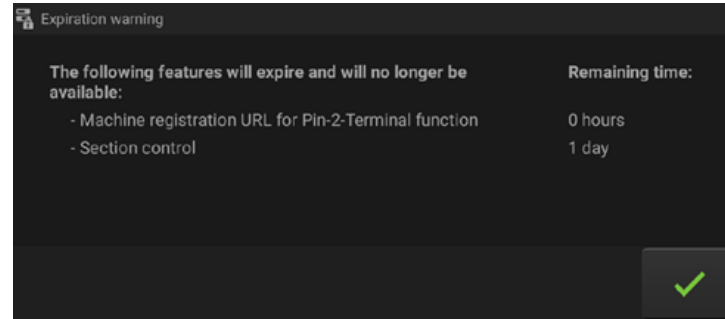 Expiration warning
The following features will expire and will no longer be Remaining time:
available:
- Machine registration URL for Pin-2-Terminal function 0 hours
- Section control 1 day